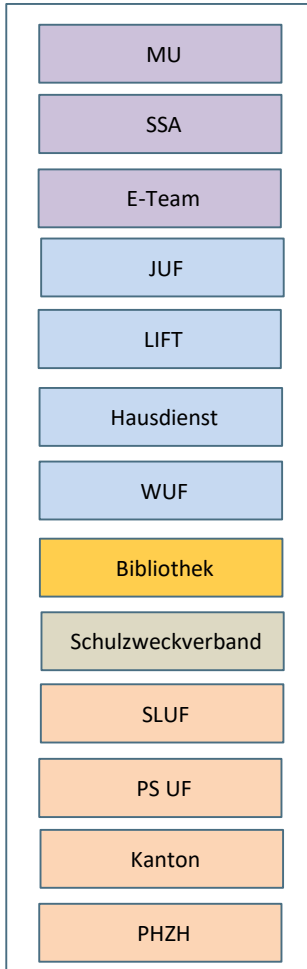 MU
SSA
E-Team
JUF
LIFT
Hausdienst
WUF
Bibliothek
Schulzweckverband
SLUF
PS UF
Kanton
PHZH